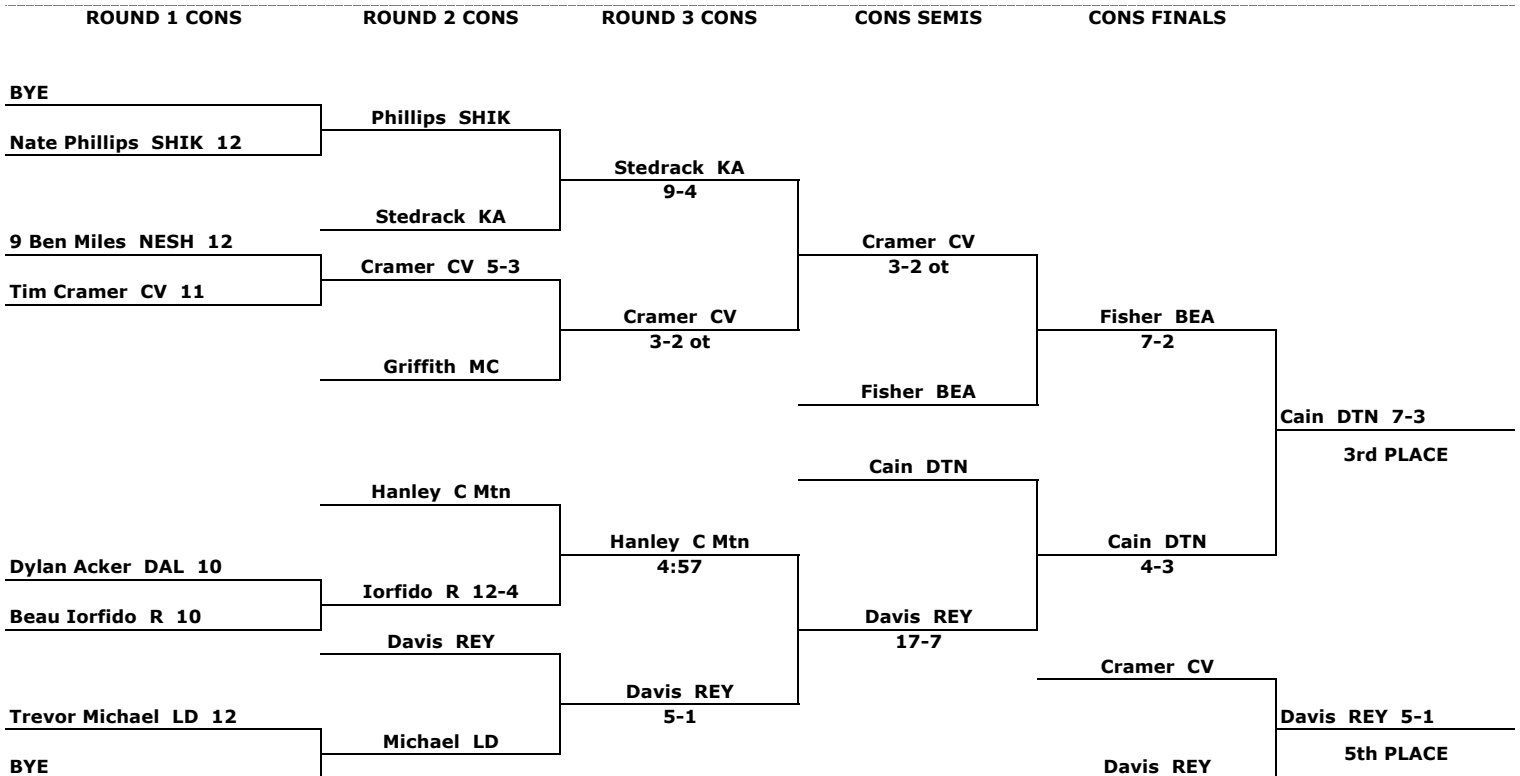 ROUND 1 CONS ROUND 2 CONS ROUND 3 CONS CONS SEMIS CONS FINALS
BYE
Phillips SHIK
Nate Phillips SHIK 12
Stedrack KA
9-4
Stedrack KA
9 Ben Miles NESH 12
Cramer CV
Cramer CV 5-3
3-2 ot
Tim Cramer CV 11
Cramer CV
Fisher BEA
3-2 ot
7-2
Griffith MC
Fisher BEA
Cain DTN 7-3
3rd PLACE
Cain DTN
Hanley C Mtn
Hanley C Mtn
Cain DTN
4:57
4-3
Dylan Acker DAL 10
Iorfido R 12-4
Beau Iorfido R 10
Davis REY
17-7
Davis REY
Cramer CV
Davis REY
5-1
Trevor Michael LD 12
Davis REY 5-1
Michael LD
5th PLACE
BYE
Davis REY